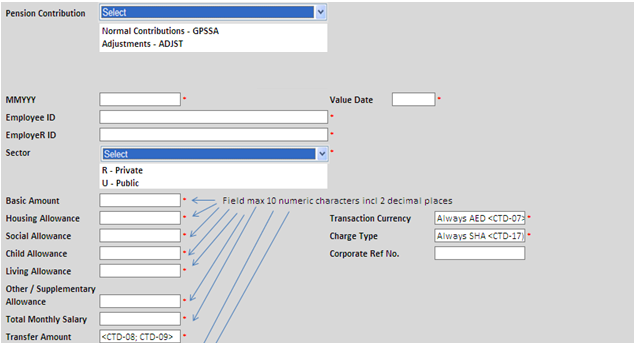 Pension Contribution Select
Normal Contributions - GPSSA
Adjustments - ADJST
MMYYY * Value Date *
Employee ID *
EmployeR ID *
Sector Select *
R - Private
U - Public
Basic Amount * Field max 10 numeric characters incl 2 decimal places
Housing Allowance * Transaction Currency Always AED <CTD-07> *
Social Allowance * Charge Type Always SHA <CTD-17> *
Child Allowance * Corporate Ref No.
Living Allowance *
Other / Supplementary
Allowance *
Total Monthly Salary *
Transfer Amount <CTD-08; CTD-09> *